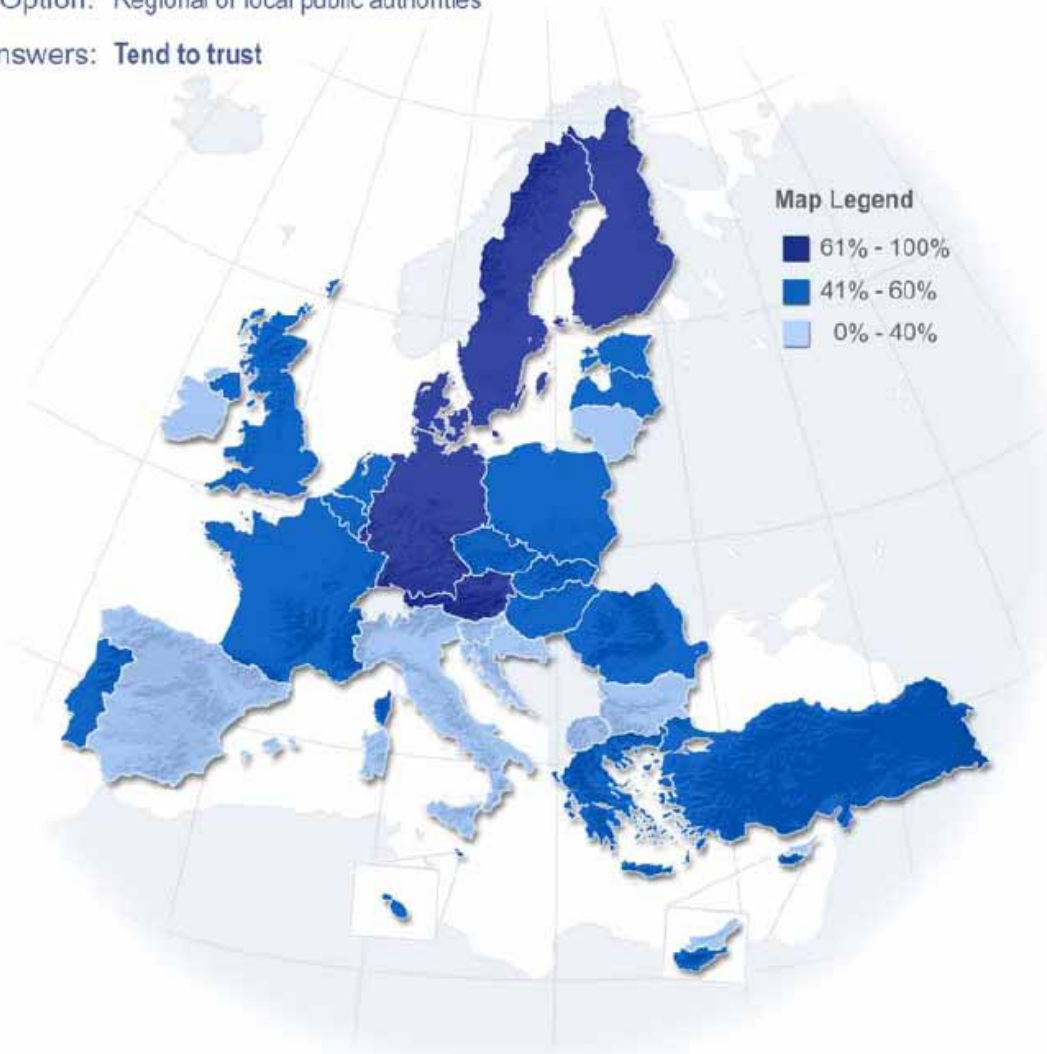 Option: Regional or local public authorities
nswers: Tend to trust
Map Legend
61% - 100%
41% - 60%
0% - 40%